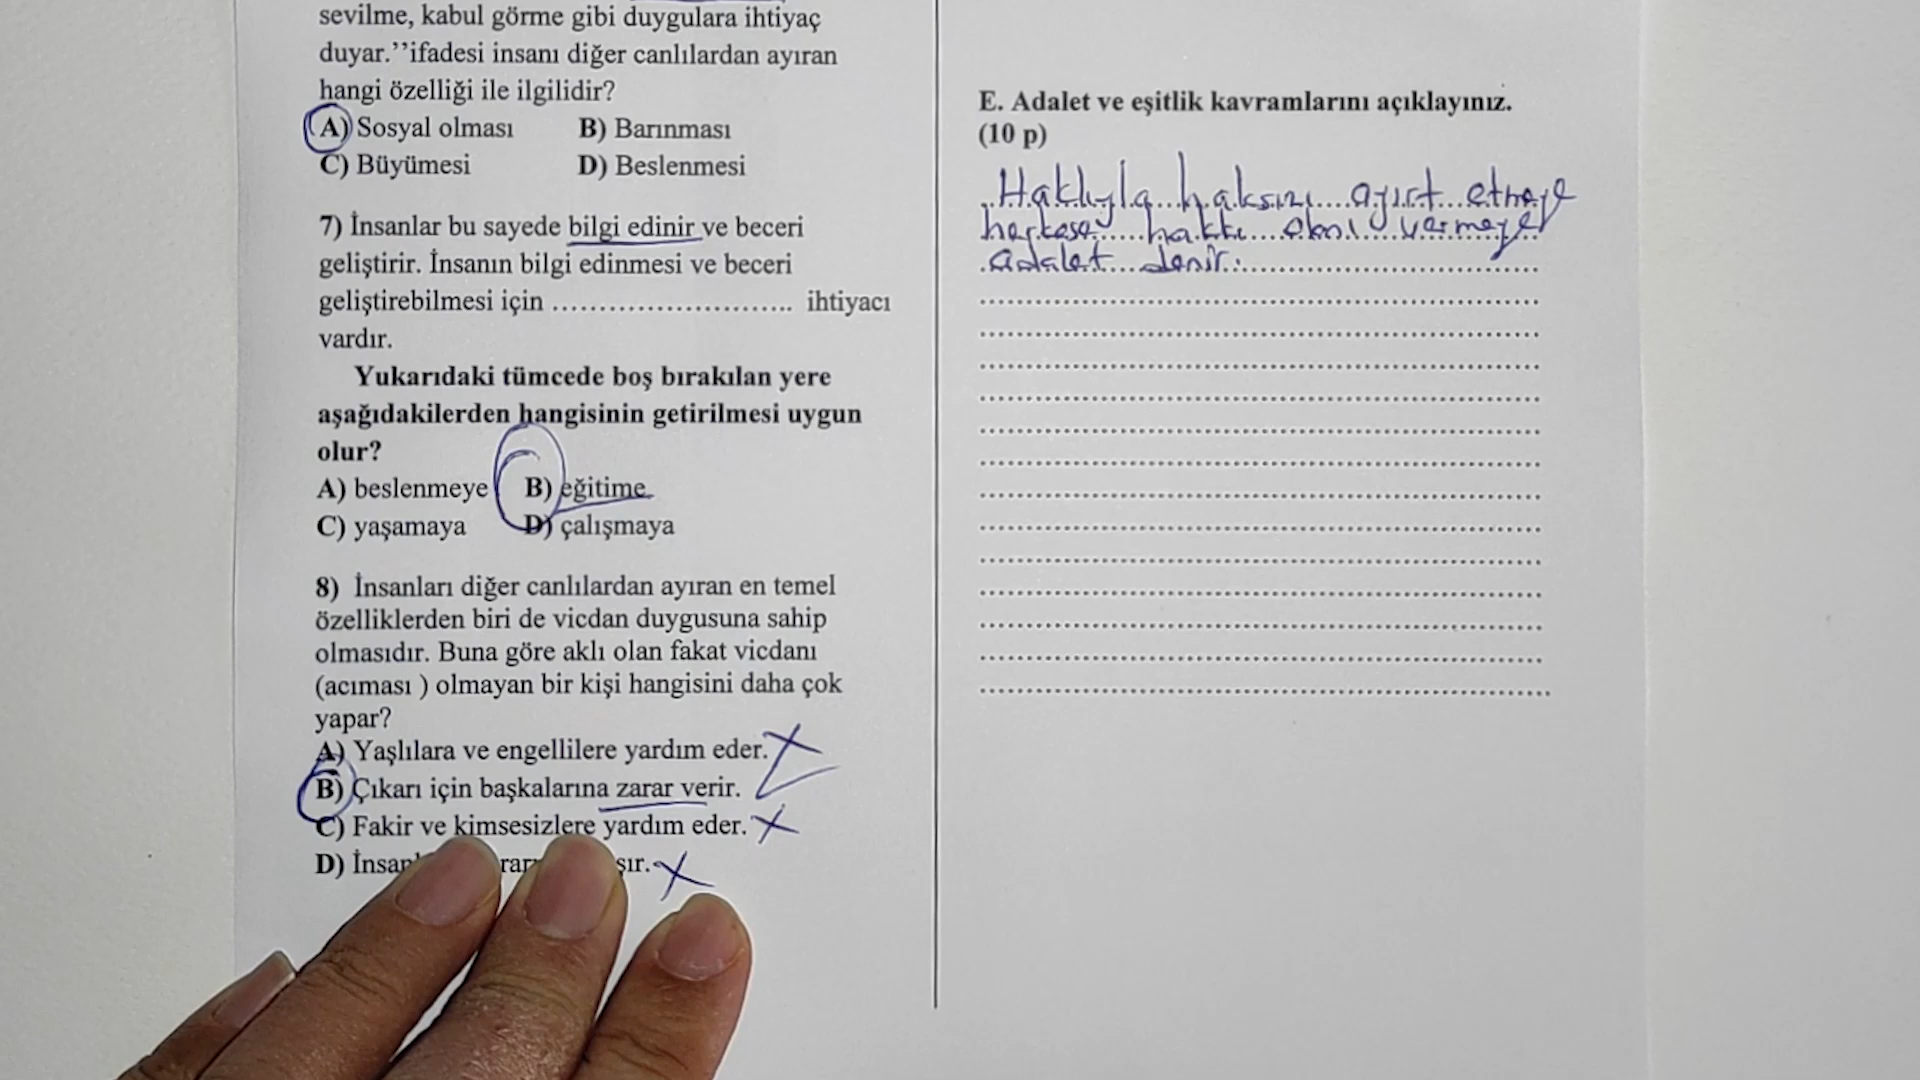 sevilme, kabul görme gibi duygulara ihtiyaç
duyar.’’ifadesi insanı diğer canlılardan ayıran
hangi özelliği ile ilgilidir?
A) Sosyal olması B) Barınması
C) Büyümesi D) Beslenmesi
7) İnsanlar bu sayede bilgi edinir ve beceri
geliştirir. İnsanın bilgi edinmesi ve beceri
geliştirebilmesi için ........................ ihtiyacı
vardır.
Yukarıdaki tümcede boş bırakılan yere
aşağıdakilerden hangisinin getirilmesi uygun
olur?
A) beslenmeye B) eğitime
C) yaşamaya D) çalışmaya
8) İnsanları diğer canlılardan ayıran en temel
özelliklerden biri de vicdan duygusuna sahip
olmasıdır. Buna göre aklı olan fakat vicdanı
(acıması ) olmayan bir kişi hangisini daha çok
yapar?
A) Yaşlılara ve engellilere yardım eder.
B) Çıkarı için başkalarına zarar verir.
C) Fakir ve kimsesizlere yardım eder.
D)
E. Adalet ve eşitlik kavramlarını açıklayınız.
(10 p)
Haklıyla haksızı ayırt etmeye
herkese hakkı olanı vermeye
adalet denir.